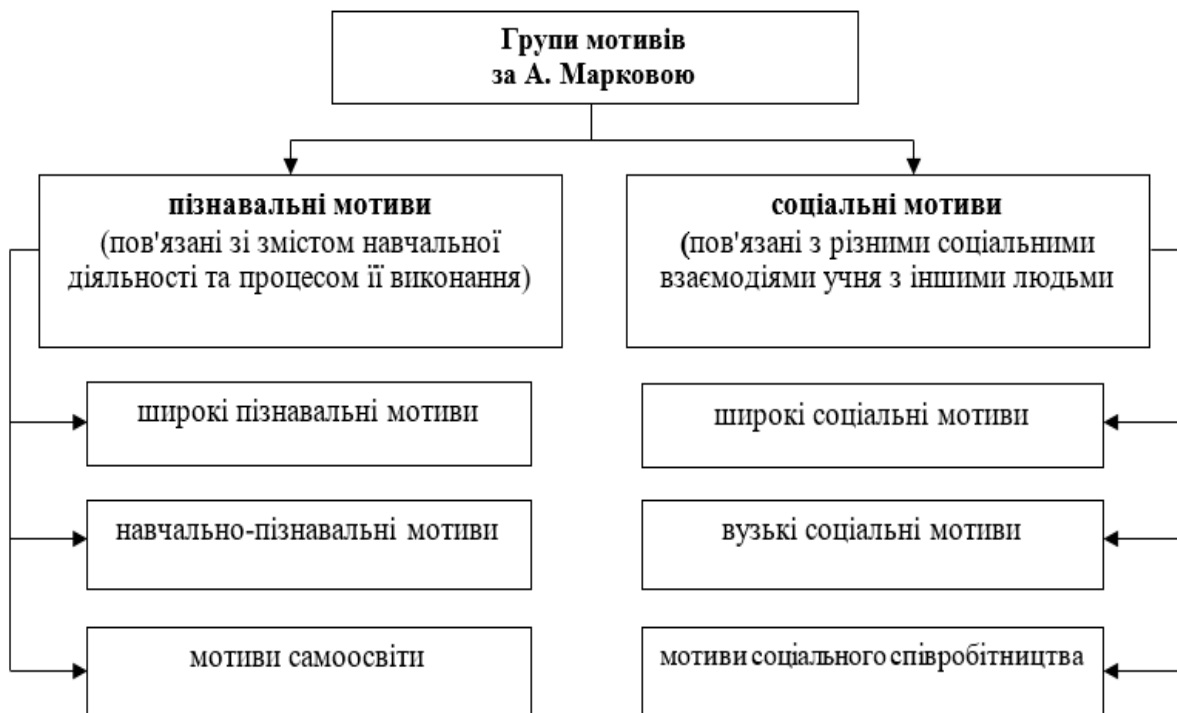 Групи мотивів
за А. Марковою
пізнавальні мотиви
(пов'язані зі змістом навчальної
діяльності та процесом її виконання)
соціальні мотиви
(пов'язані з різними соціальними
взаємодіями учня з іншими людьми
широкі пізнавальні мотиви
широкі соціальні мотиви
навчально-пізнавальні мотиви
вузькі соціальні мотиви
мотиви самоосвіти
мотиви соціального співробітництва